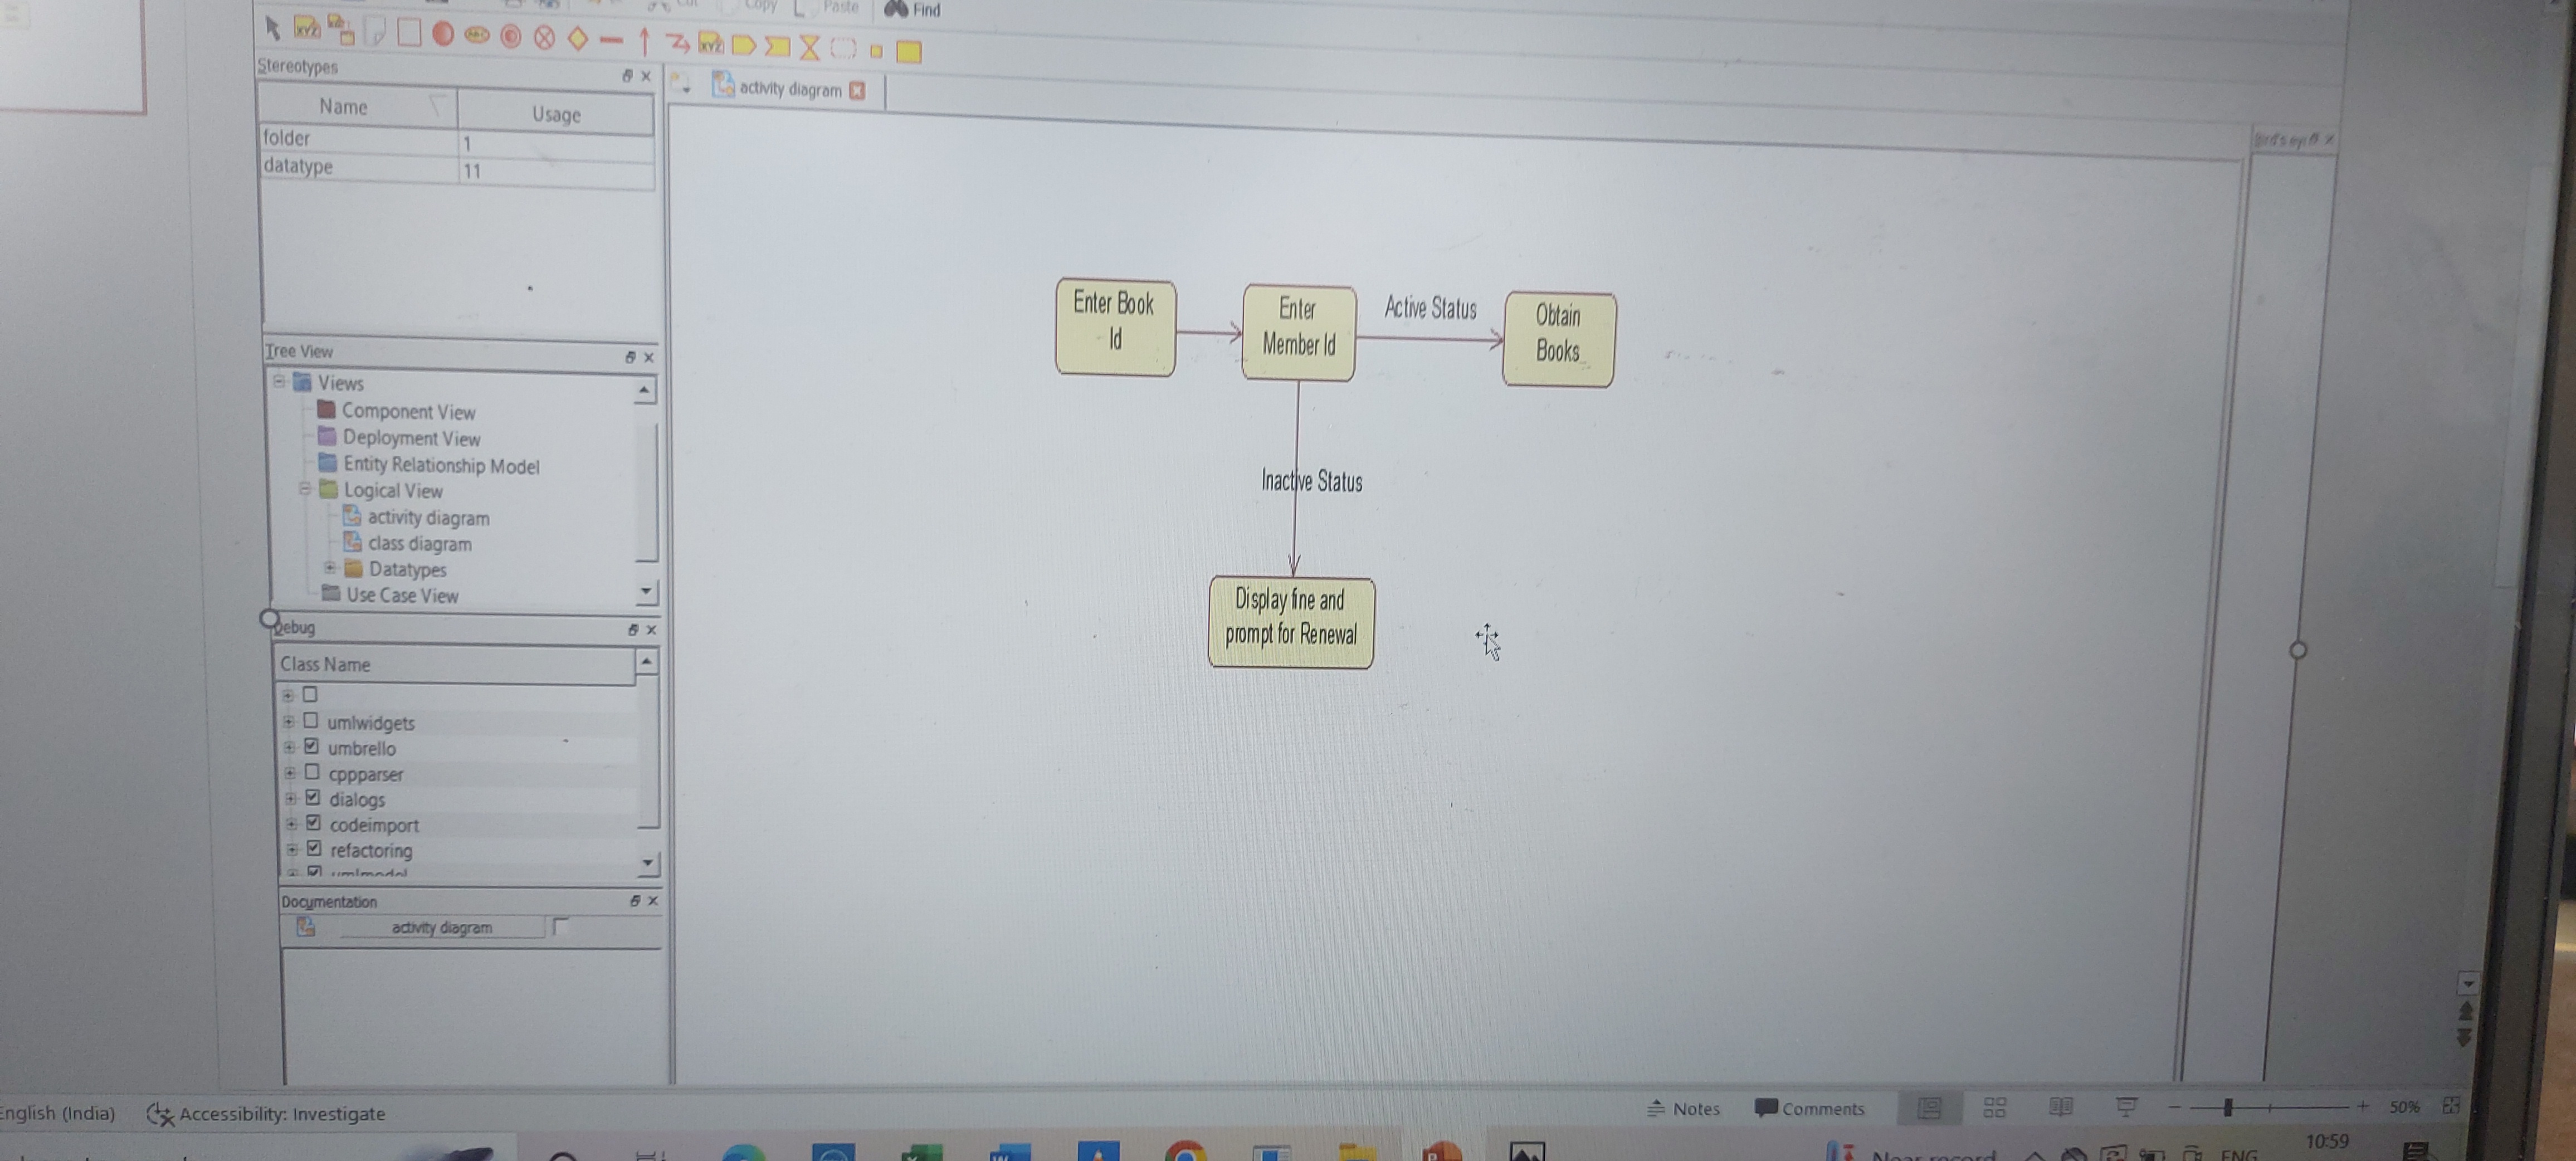 Copy
Paste
Find
Stereotypes
Name
Usage
folder
1
datatype
11
Tree View
Views
Component View
Deployment View
Entity Relationship Model
Logical View
activity diagram
class diagram
Datatypes
Use Case View
Debug
Class Name
umlwidgets
umbrello
cppparser
dialogs
codeimport
refactoring
umlmodel
Documentation
activity diagram
activity diagram
Enter Book
Id
Enter
Member Id
Active Status
Obtain
Books
Inactive Status
Display fine and
prompt for Renewal
English (India)
Accessibility: Investigate
Notes
Comments
50%
ENG
10:59